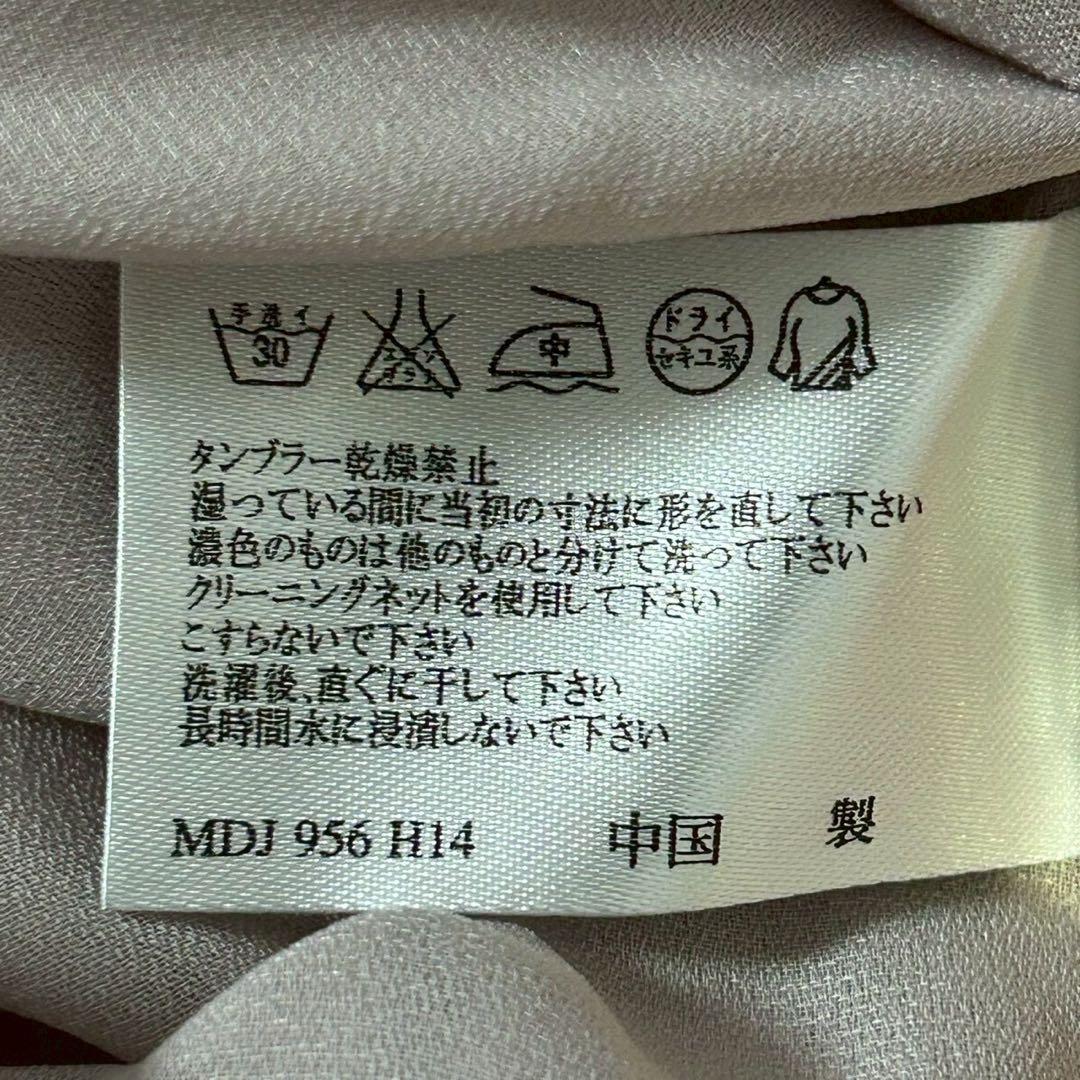 手洗イ
30
エンソ
サラシ
中
ドライ
セキユ系
タンブラー乾燥禁止
湿っている間に当初の寸法に形を直して下さい
濃色のものは他のものと分けて洗って下さい
クリーニングネットを使用して下さい
こすらないで下さい
洗濯後、直ぐに干して下さい
長時間水に浸漬しないで下さい
MDJ 956 H14 中国 製